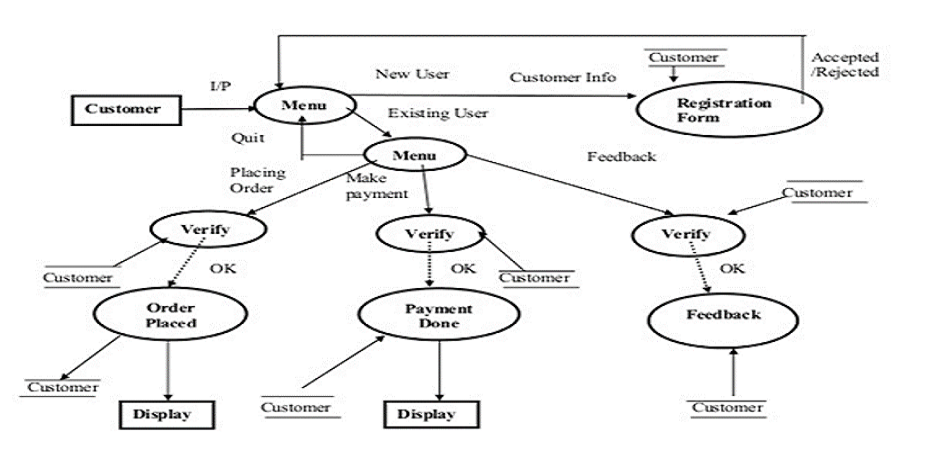 Customer
Accepted
/Rejected
New User
Customer Info
I/P
Customer
Menu
Registration
Form
Existing User
Quit
Menu
Feedback
Placing
Order
Make
payment
Customer
Verify
Verify
Verify
Customer
OK
Customer
OK
OK
Customer
Order
Placed
Payment
Done
Feedback
Customer
Customer
Customer
Display
Display